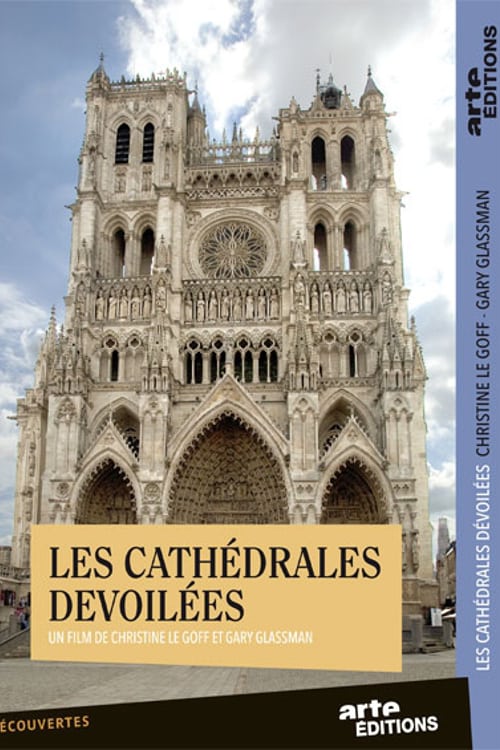 LES CATHÉDRALES
DEVOILÉES
UN FILM DE CHRISTINE LE GOFF ET GARY GLASSMAN
ÉCOUVERTES
arte
ÉDITIONS
LES CATHÉDRALES DÉVOILÉES CHRISTINE LE GOFF - GARY GLASSMAN
arte
ÉDITIONS